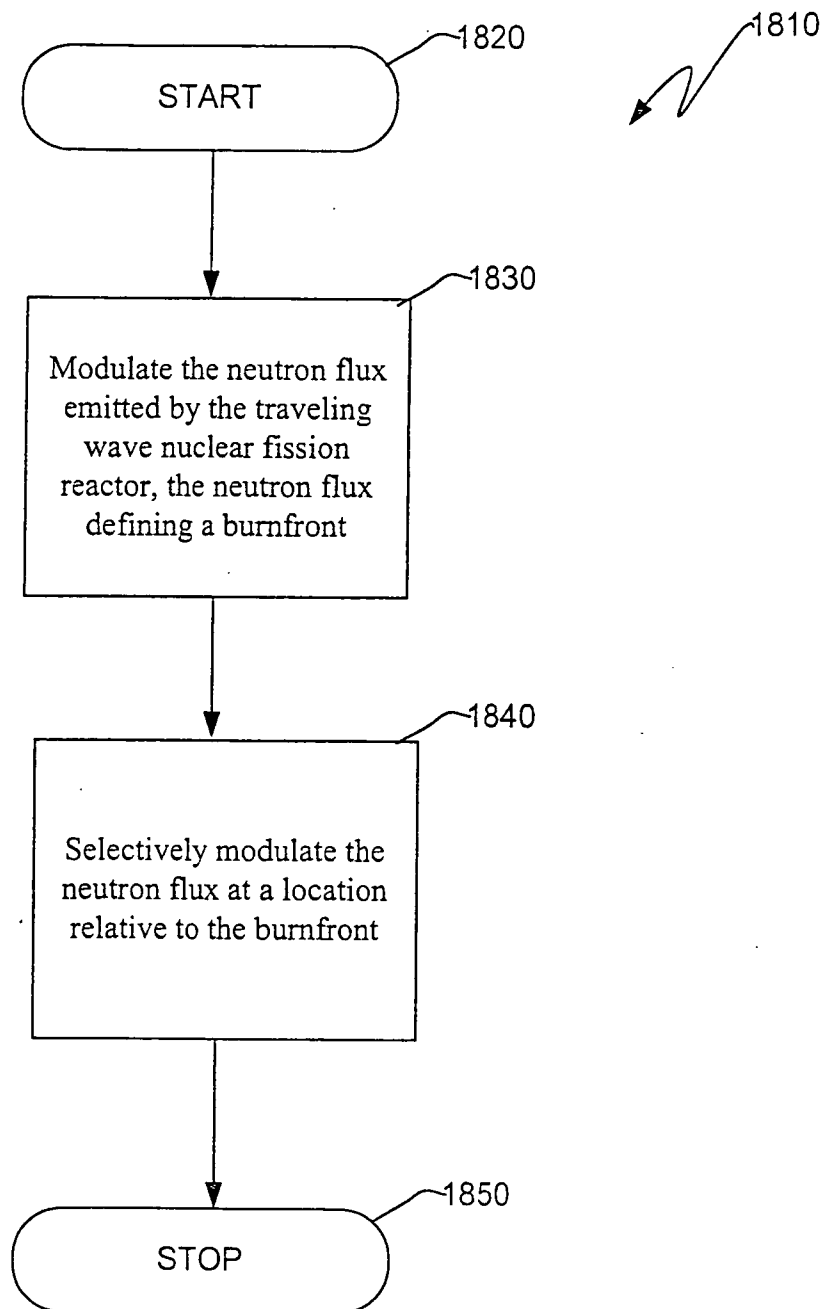 1820
1810
START
1830
Modulate the neutron flux
emitted by the traveling
wave nuclear fission
reactor, the neutron flux
defining a burnfront
1840
Selectively modulate the
neutron flux at a location
relative to the burnfront
1850
STOP